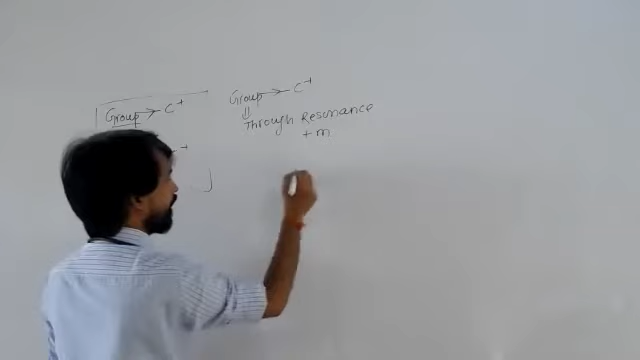 Group → C+
Group → C+
⇓
Through Resonance
+m
+